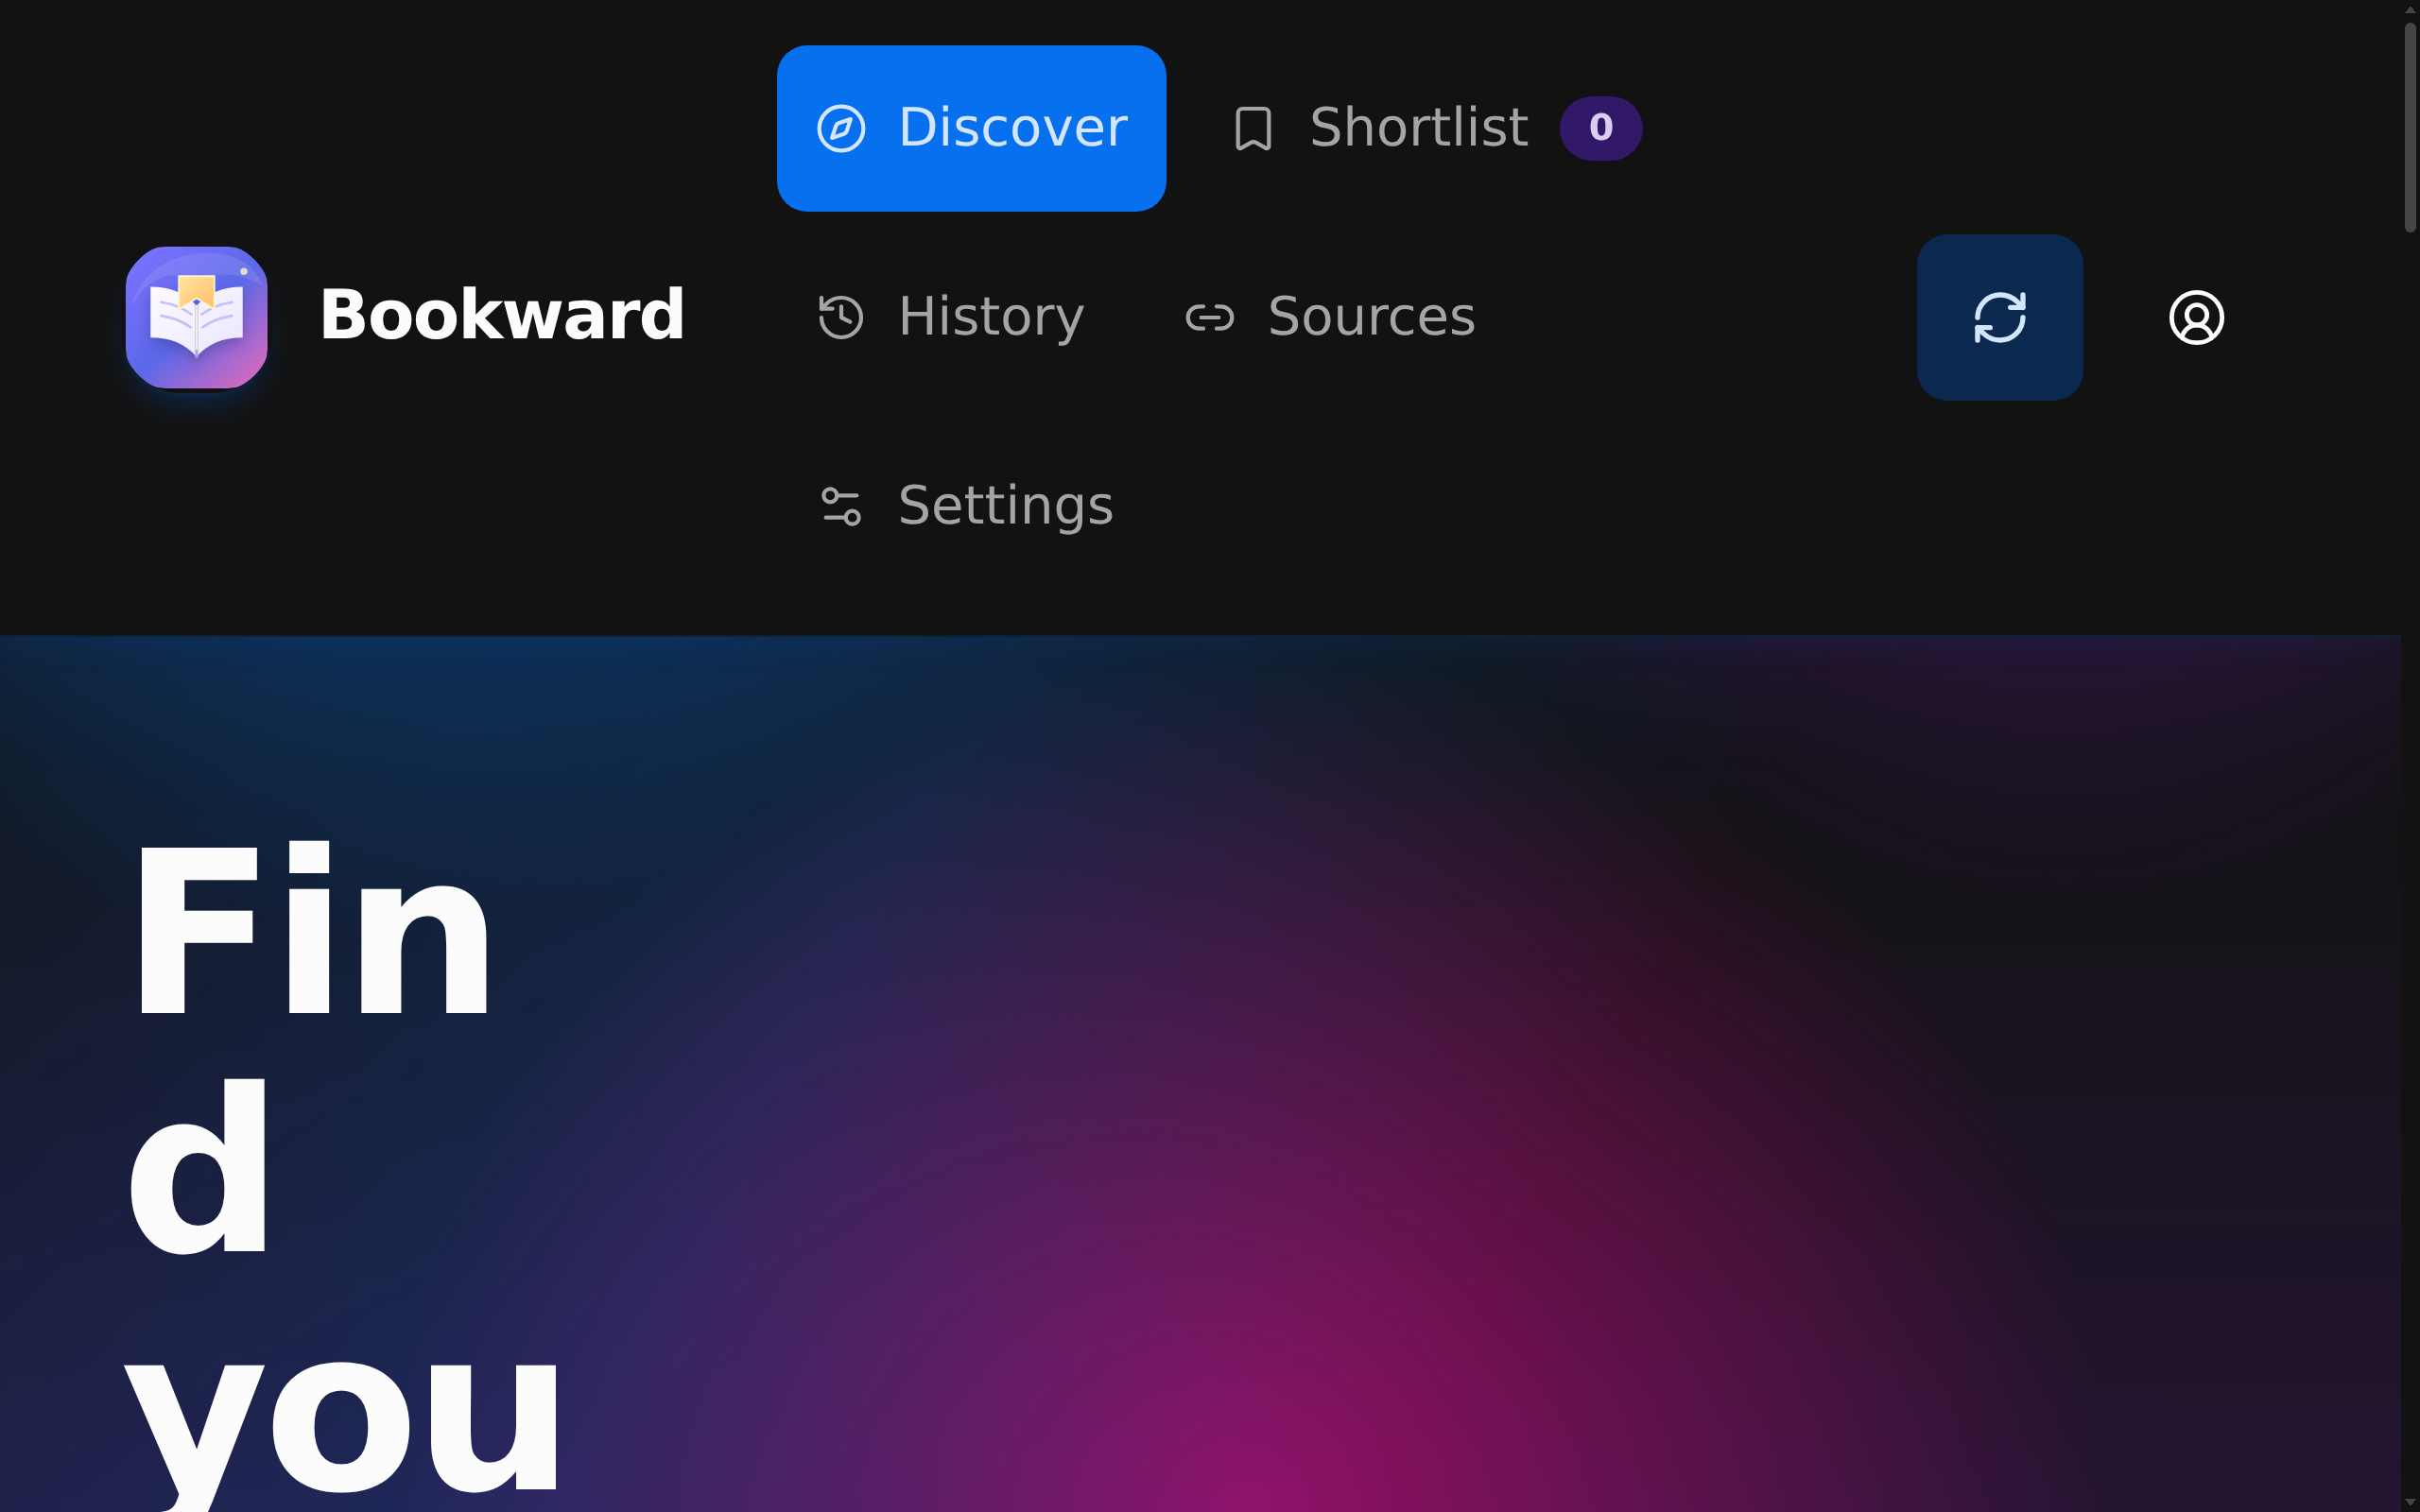 Discover
Shortlist 0
Bookward
History
Sources
Settings
Fin
d
you